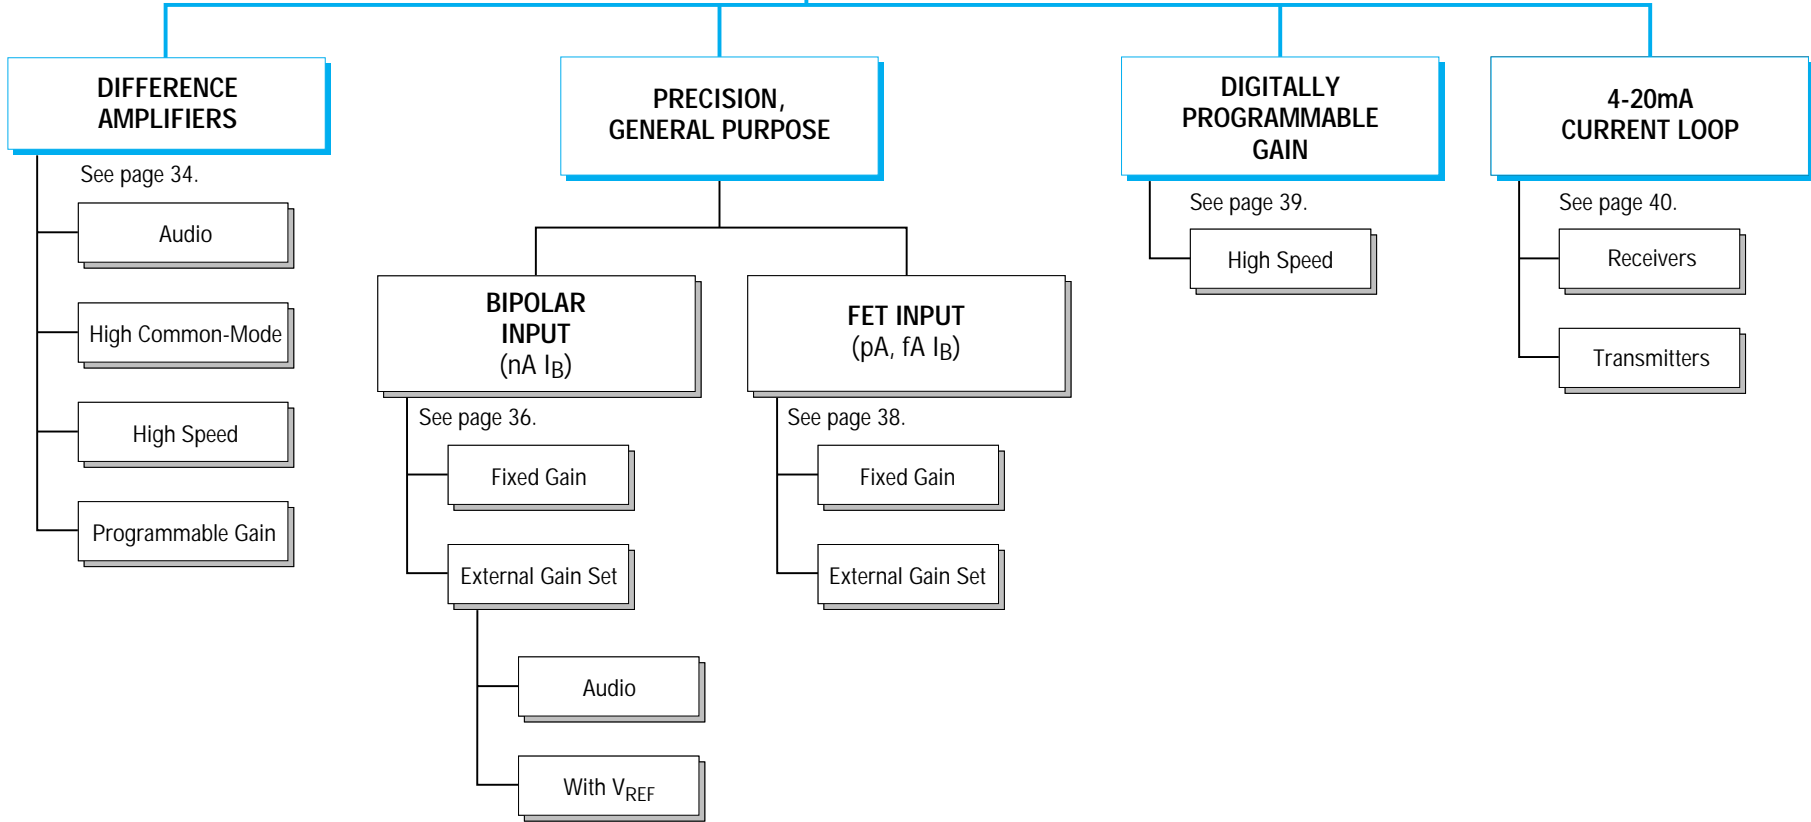 DIFFERENCE
AMPLIFIERS
See page 34.
Audio
High Common-Mode
High Speed
Programmable Gain
PRECISION,
GENERAL PURPOSE
BIPOLAR
INPUT
(nA IB)
See page 36.
Fixed Gain
External Gain Set
Audio
With VREF
FET INPUT
(pA, fA IB)
See page 38.
Fixed Gain
External Gain Set
DIGITALLY
PROGRAMMABLE
GAIN
See page 39.
High Speed
4-20mA
CURRENT LOOP
See page 40.
Receivers
Transmitters